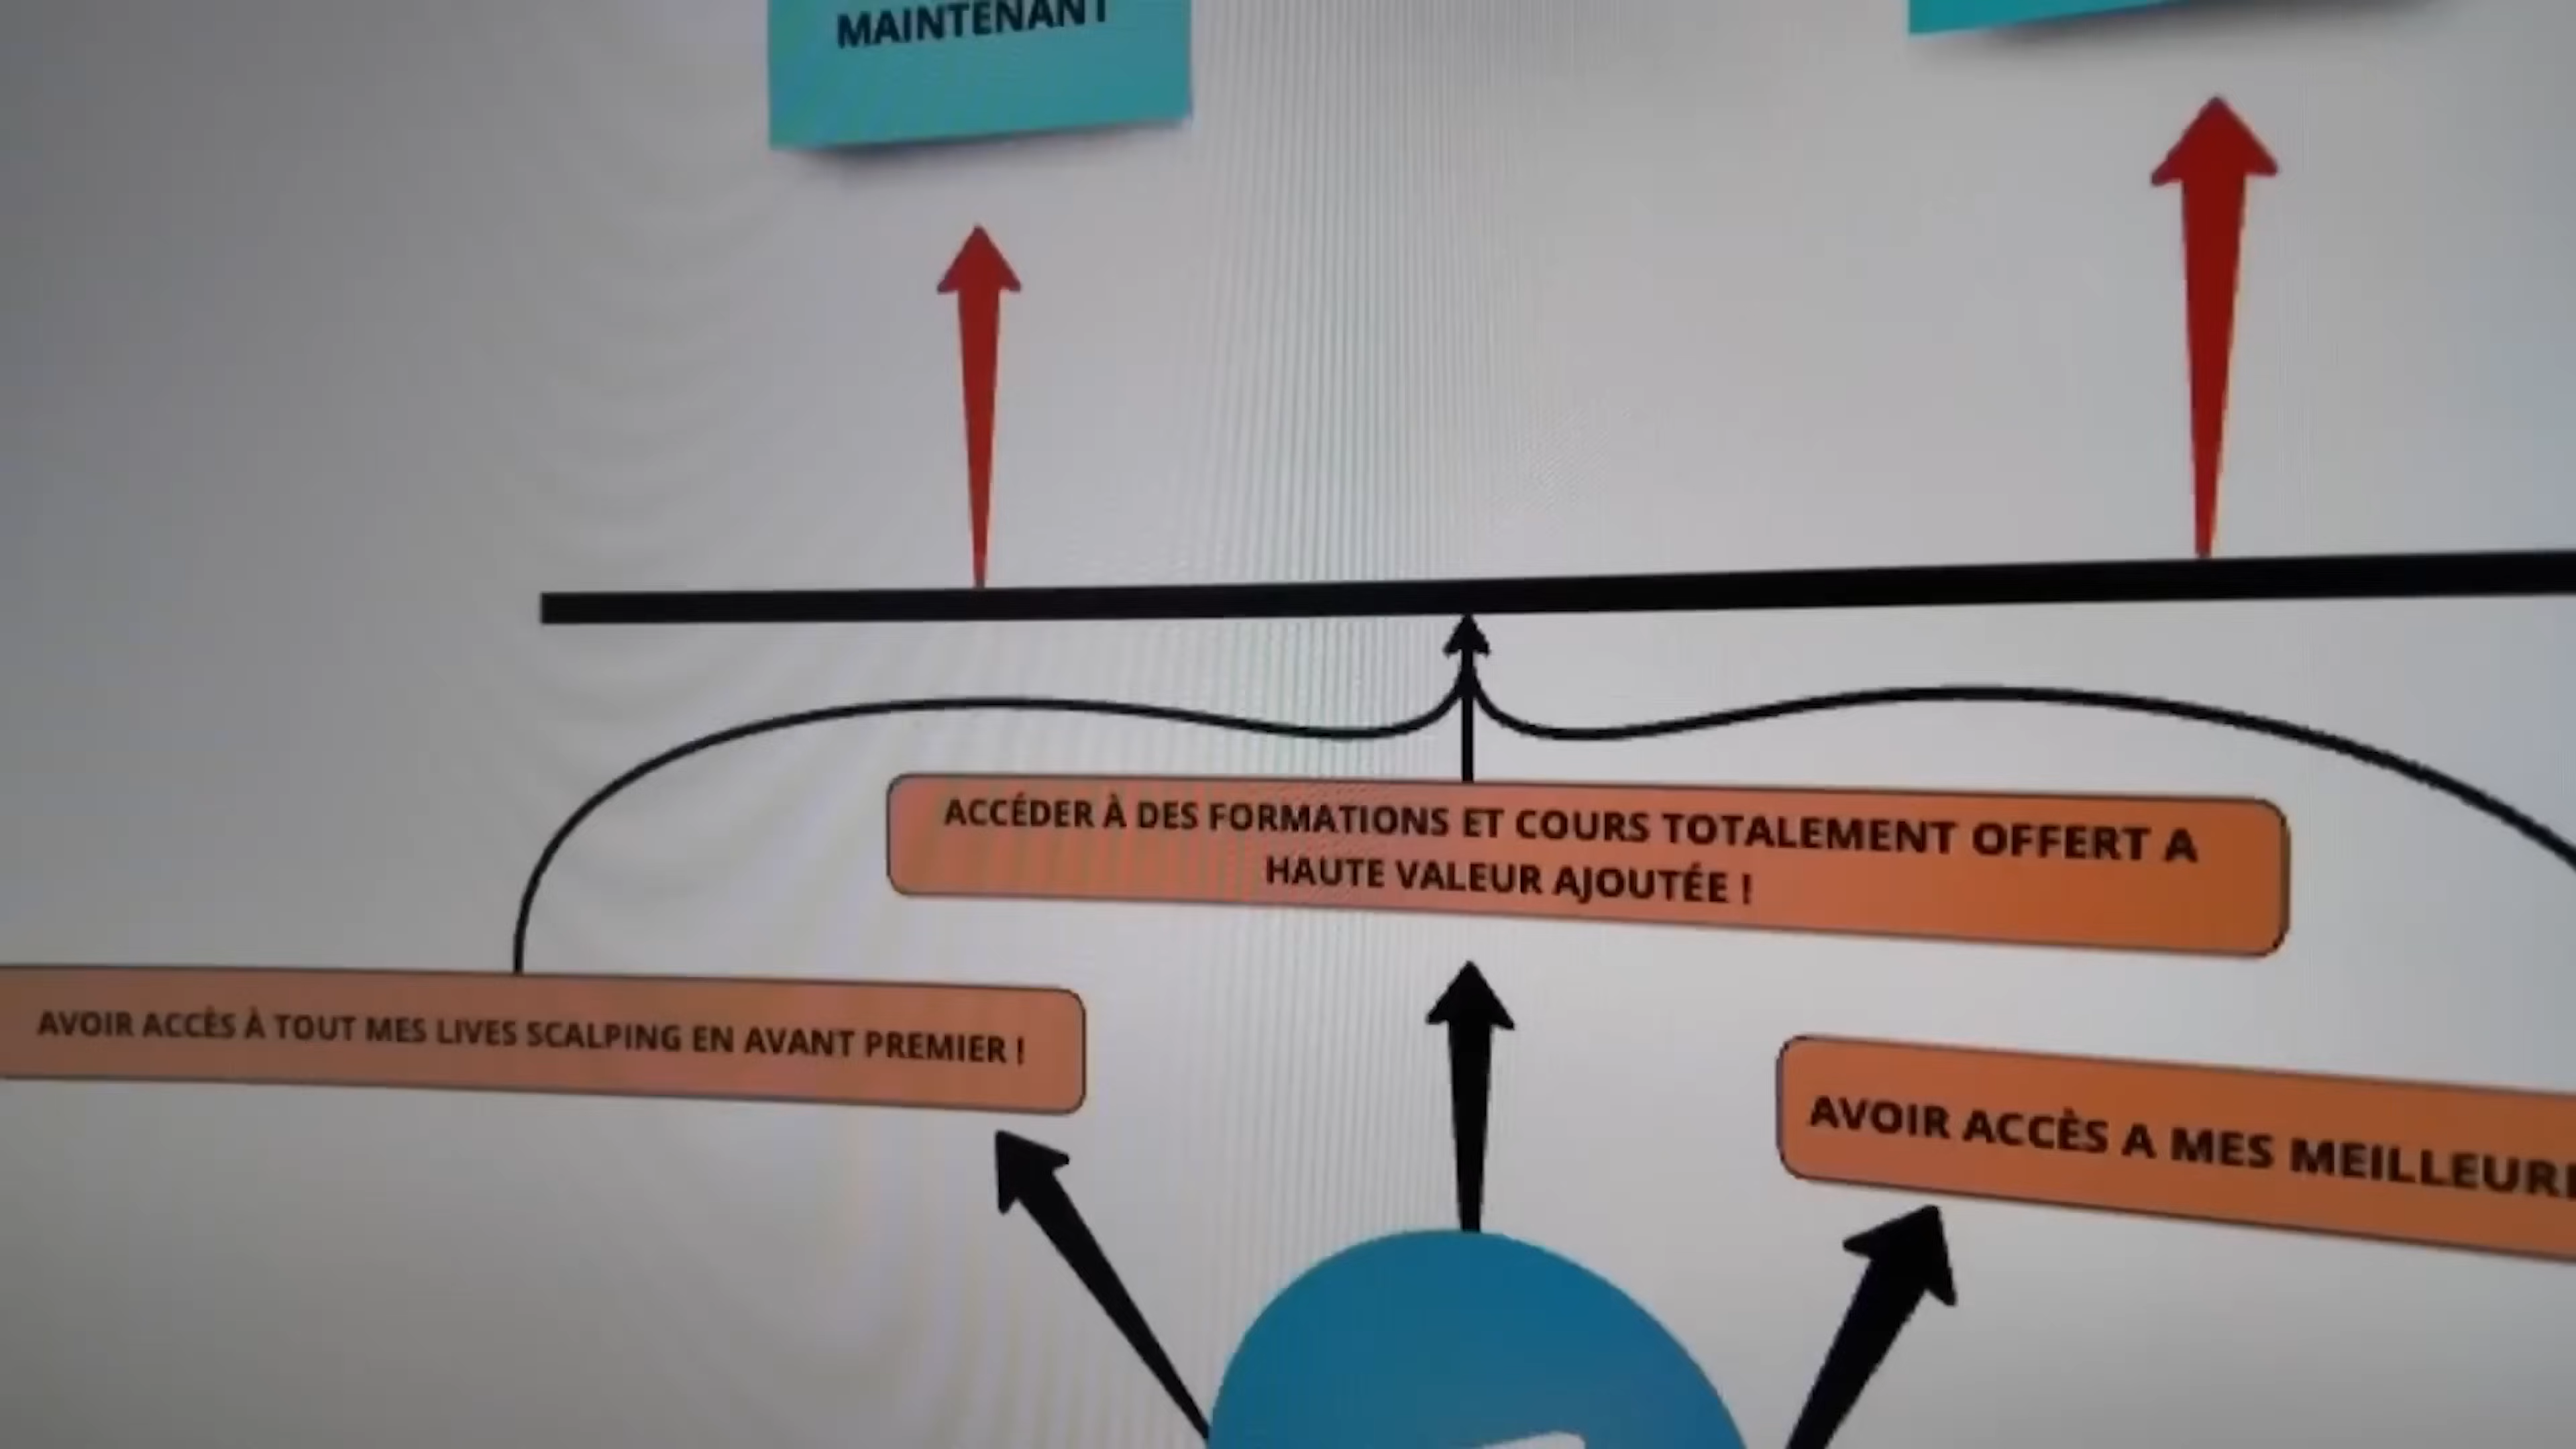 MAINTENANT
ACCÉDER À DES FORMATIONS ET COURS TOTALEMENT OFFERT A
HAUTE VALEUR AJOUTÉE !
AVOIR ACCÈS À TOUT MES LIVES SCALPING EN AVANT PREMIER !
AVOIR ACCÈS A MES